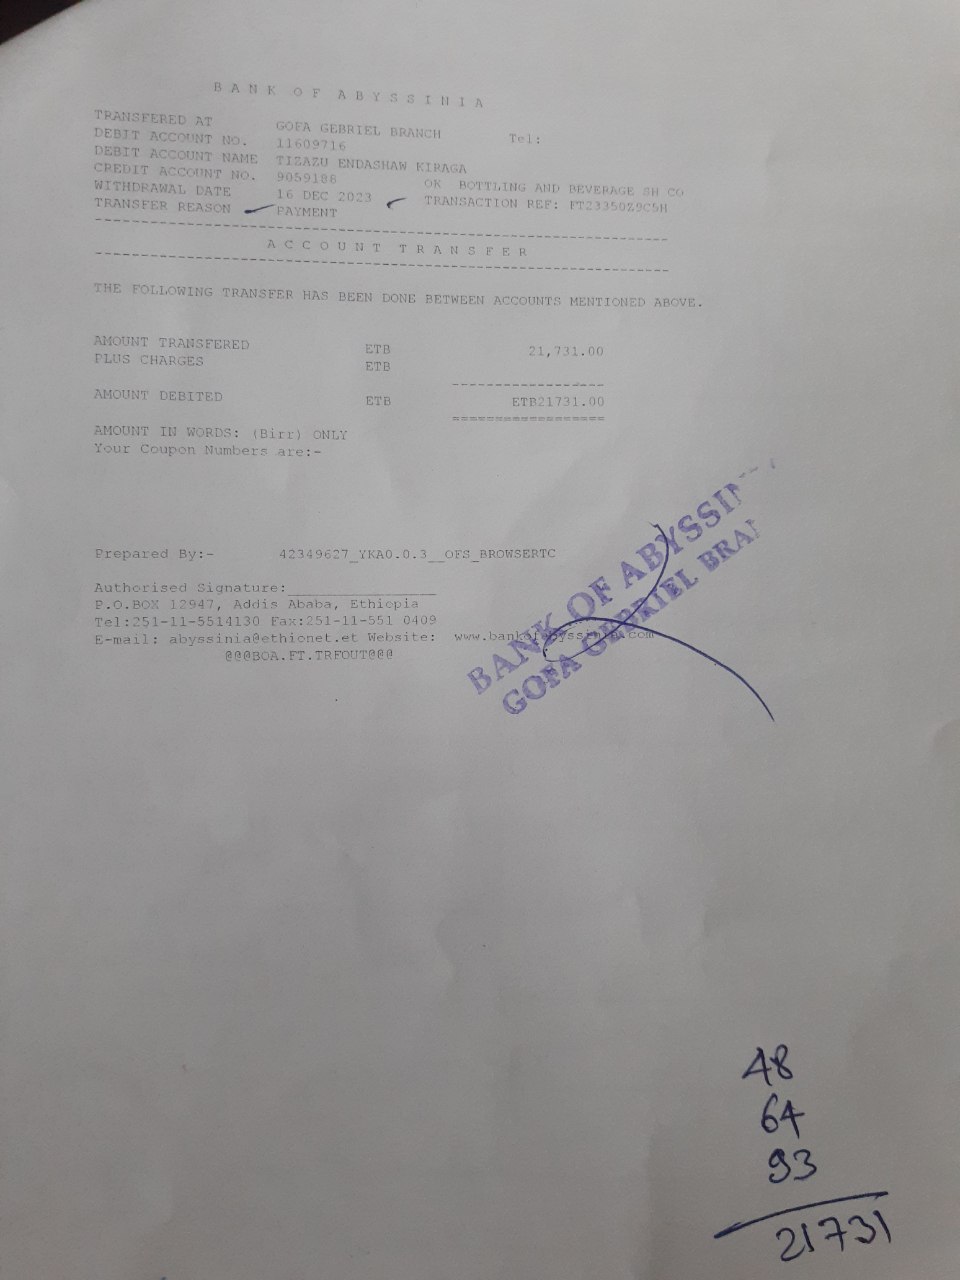 BANK OF ABYSSINIA
TRANSFERED AT GOFA GEBRIEL BRANCH Tel:
DEBIT ACCOUNT NO. 11609716
DEBIT ACCOUNT NAME TIZAZU ENDASHAW KIRAGA
CREDIT ACCOUNT NO. 9059188 OK BOTTLING AND BEVERAGE SH CO
WITHDRAWAL DATE 16 DEC 2023 TRANSACTION REF: FT23350Z9C5H
TRANSFER REASON PAYMENT
ACCOUNT TRANSFER
THE FOLLOWING TRANSFER HAS BEEN DONE BETWEEN ACCOUNTS MENTIONED ABOVE.
AMOUNT TRANSFERED ETB 21,731.00
PLUS CHARGES ETB
AMOUNT DEBITED ETB ETB21731.00
AMOUNT IN WORDS: (Birr) ONLY
Your Coupon Numbers are:-
Prepared By:- 42349627_YKA0.0.3__OFS_BROWSERTC
Authorised Signature:
P.O.BOX 12947, Addis Ababa, Ethiopia
Tel:251-11-5514130 Fax:251-11-551 0409
E-mail: abyssinia@ethionet.et Website: www.bankofabyssinia.com
@@@BOA.FT.TRFOUT@@@
BANK OF ABYSSIN
GOFA GEBRIEL BRAN
48
64
93
21731